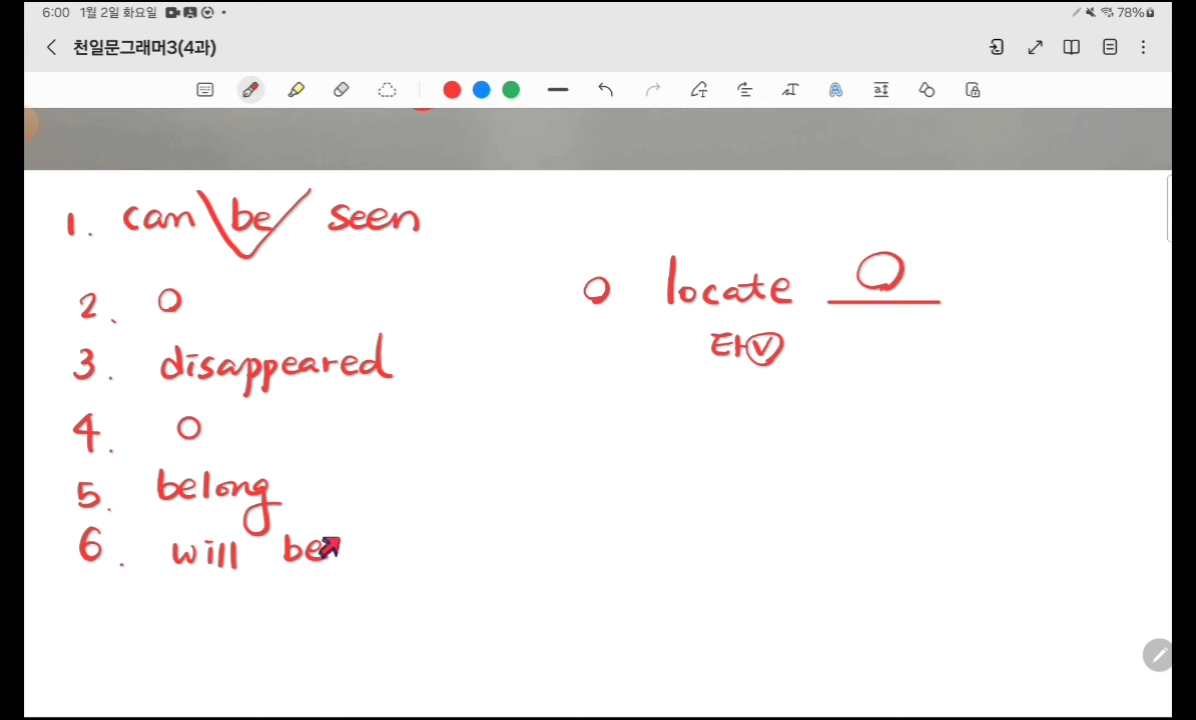 6:00 1월 2일 화요일
78%
천일문그래머3(4과)
1. can be seen
2. O
3. disappeared
4. O
5. belong
6. will be
O locate O
타V